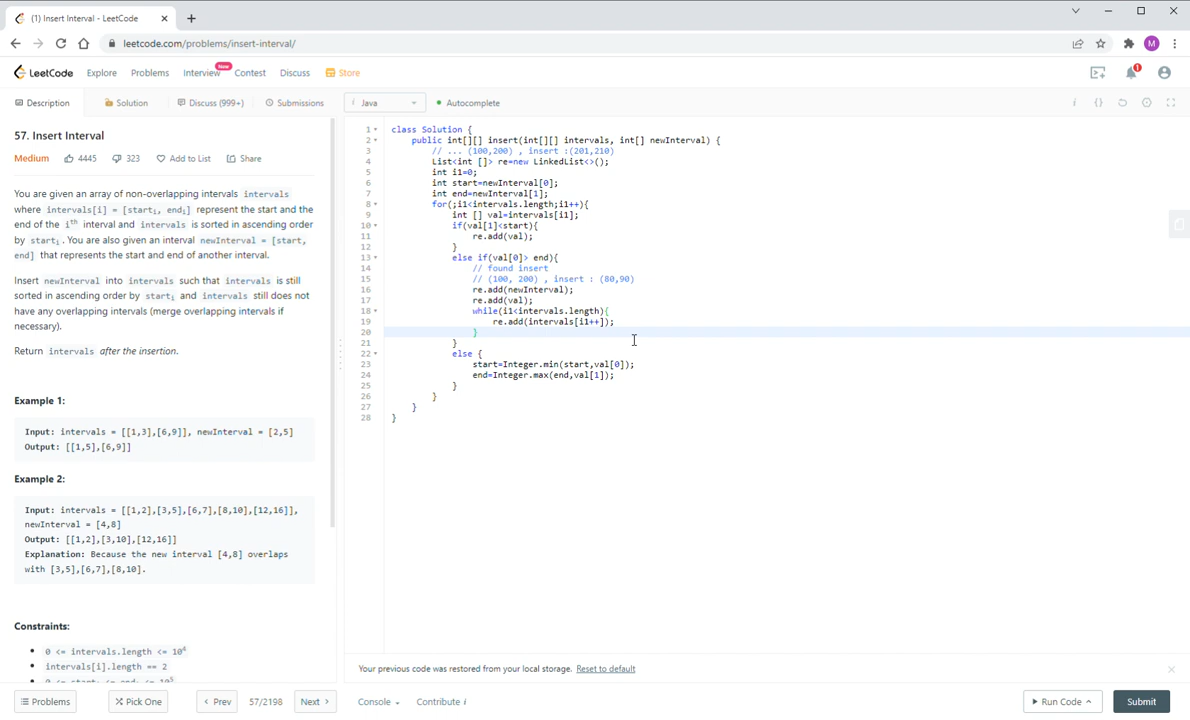 (1) Insert Interval - LeetCode
leetcode.com/problems/insert-interval/
M
LeetCode Explore Problems Interview New Contest Discuss Store 1
Description Solution Discuss (999+) Submissions i Java Autocomplete i {}
57. Insert Interval
Medium 4445 323 Add to List Share
You are given an array of non-overlapping intervals intervals
where intervals[i] = [starti, endi] represent the start and the
end of the ith interval and intervals is sorted in ascending order
by starti. You are also given an interval newInterval = [start,
end] that represents the start and end of another interval.
Insert newInterval into intervals such that intervals is still
sorted in ascending order by starti and intervals still does not
have any overlapping intervals (merge overlapping intervals if
necessary).
Return intervals after the insertion.
Example 1:
Input: intervals = [[1,3],[6,9]], newInterval = [2,5]
Output: [[1,5],[6,9]]
Example 2:
Input: intervals = [[1,2],[3,5],[6,7],[8,10],[12,16]],
newInterval = [4,8]
Output: [[1,2],[3,10],[12,16]]
Explanation: Because the new interval [4,8] overlaps
with [3,5],[6,7],[8,10].
Constraints:
• 0 <= intervals.length <= 10^4
• intervals[i].length == 2
• 0 <= starti <= endi <= 10^5
1 class Solution {
2 public int[][] insert(int[][] intervals, int[] newInterval) {
3 // ... (100,200) , insert :(201,210)
4 List<int []> re=new LinkedList<>();
5 int i1=0;
6 int start=newInterval[0];
7 int end=newInterval[1];
8 for(;i1<intervals.length;i1++){
9 int [] val=intervals[i1];
10 if(val[1]<start){
11 re.add(val);
12 }
13 else if(val[0]> end){
14 // found insert
15 // (100, 200) , insert : (80,90)
16 re.add(newInterval);
17 re.add(val);
18 while(i1<intervals.length){
19 re.add(intervals[i1++]);
20 }
21 }
22 else {
23 start=Integer.min(start,val[0]);
24 end=Integer.max(end,val[1]);
25 }
26 }
27 }
28 }
Your previous code was restored from your local storage. Reset to default
Problems Pick One < Prev 57/2198 Next > Console Contribute i Run Code Submit